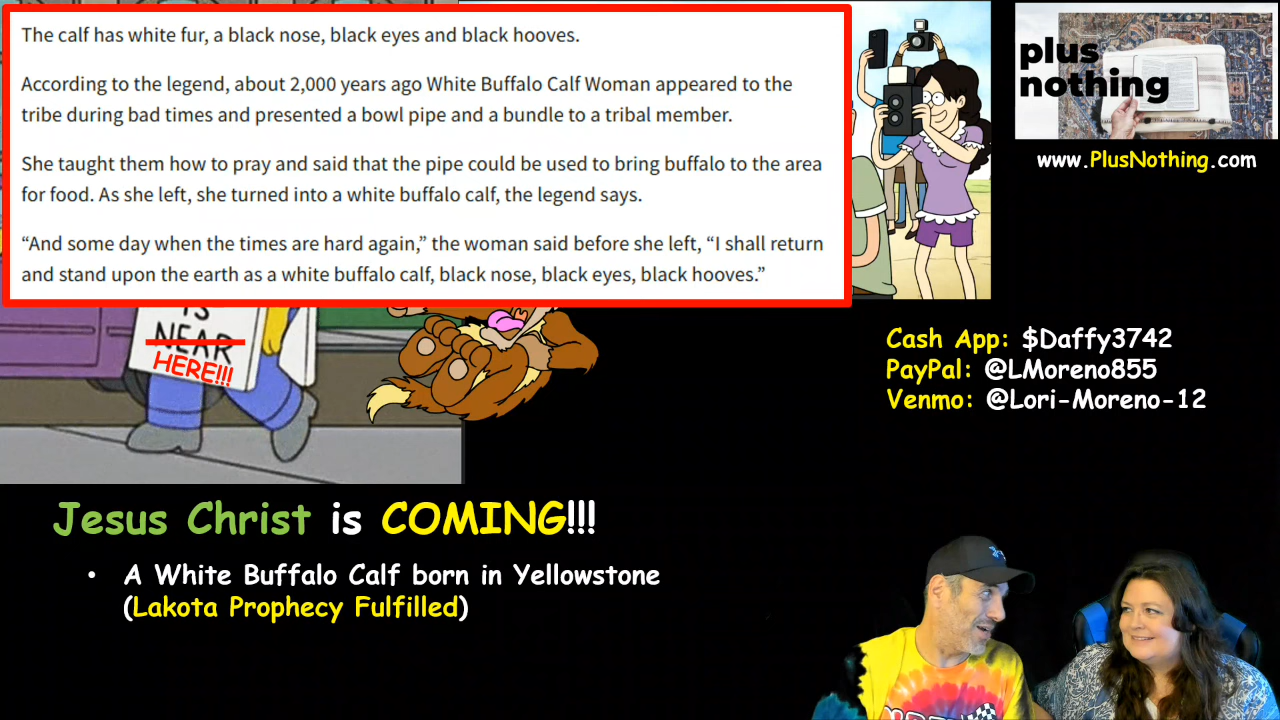 The calf has white fur, a black nose, black eyes and black hooves.
According to the legend, about 2,000 years ago White Buffalo Calf Woman appeared to the
tribe during bad times and presented a bowl pipe and a bundle to a tribal member.
She taught them how to pray and said that the pipe could be used to bring buffalo to the area
for food. As she left, she turned into a white buffalo calf, the legend says.
“And some day when the times are hard again,” the woman said before she left, “I shall return
and stand upon the earth as a white buffalo calf, black nose, black eyes, black hooves.”
plus
nothing
www.PlusNothing.com
IS
NEAR
HERE!!!
Cash App: $Daffy3742
PayPal: @LMoreno855
Venmo: @Lori-Moreno-12
Jesus Christ is COMING!!!
• A White Buffalo Calf born in Yellowstone
(Lakota Prophecy Fulfilled)